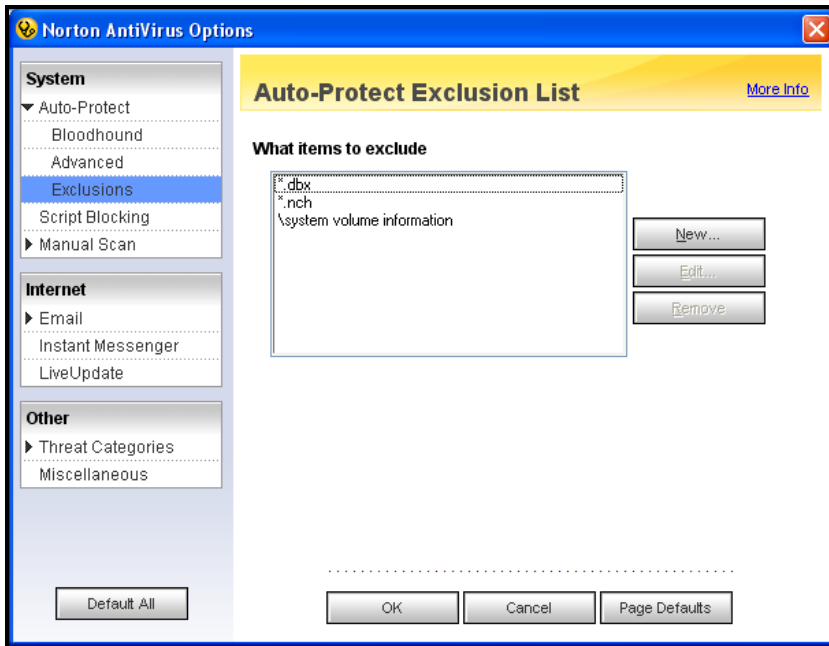 Norton AntiVirus Options
System
Auto-Protect
Bloodhound
Advanced
Exclusions
Script Blocking
Manual Scan
Internet
Email
Instant Messenger
LiveUpdate
Other
Threat Categories
Miscellaneous
Default All
Auto-Protect Exclusion List
More Info
What items to exclude
*.dbx
*.nch
\system volume information
New...
Edit...
Remove
OK
Cancel
Page Defaults